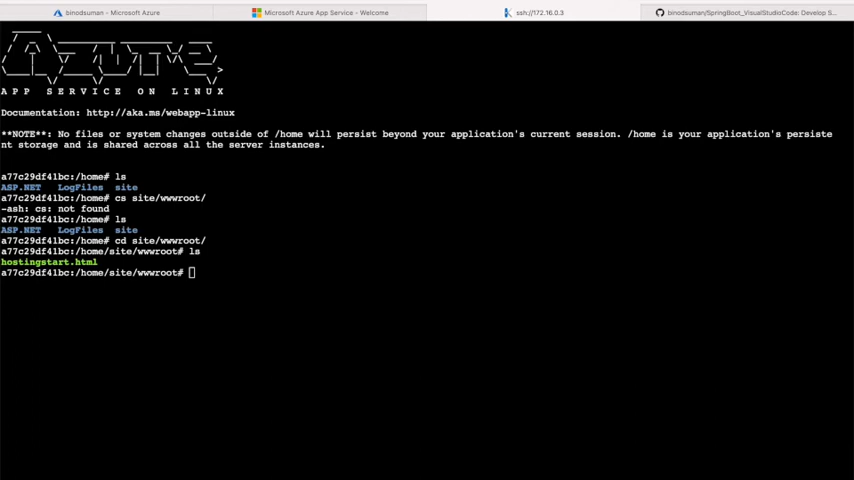 binodsuman - Microsoft Azure
Microsoft Azure App Service - Welcome
ssh://172.16.0.3
binodsuman/SpringBoot_VisualStudioCode: Develop S...
A P P   S E R V I C E   O N   L I N U X
Documentation: http://aka.ms/webapp-linux
**NOTE**: No files or system changes outside of /home will persist beyond your application's current session. /home is your application's persiste
nt storage and is shared across all the server instances.
a77c29df41bc:/home# ls
ASP.NET   LogFiles  site
a77c29df41bc:/home# cs site/wwwroot/
-ash: cs: not found
a77c29df41bc:/home# ls
ASP.NET   LogFiles  site
a77c29df41bc:/home# cd site/wwwroot/
a77c29df41bc:/home/site/wwwroot# ls
hostingstart.html
a77c29df41bc:/home/site/wwwroot#